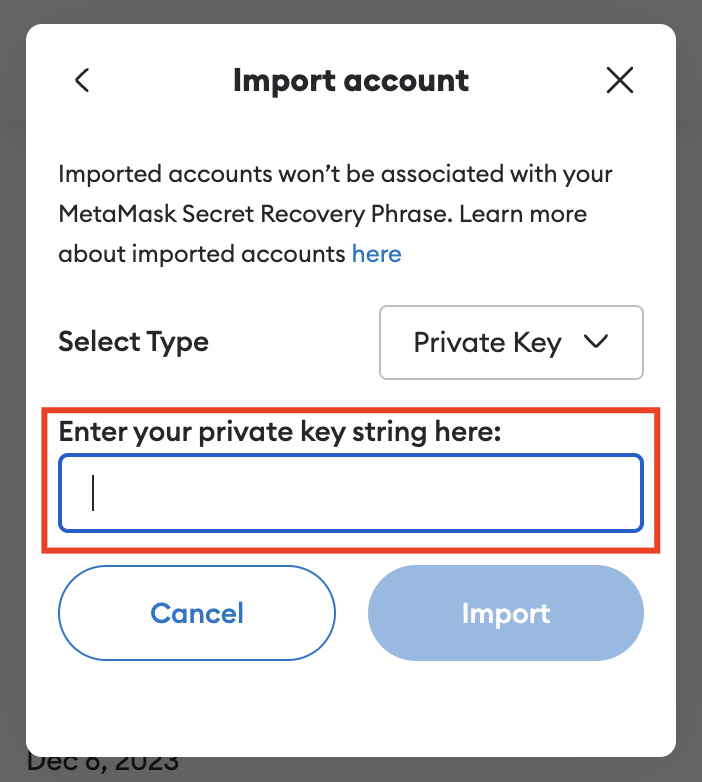 Import account
Imported accounts won’t be associated with your
MetaMask Secret Recovery Phrase. Learn more
about imported accounts here
Select Type
Private Key
Enter your private key string here:
Cancel
Import
Dec 6, 2023